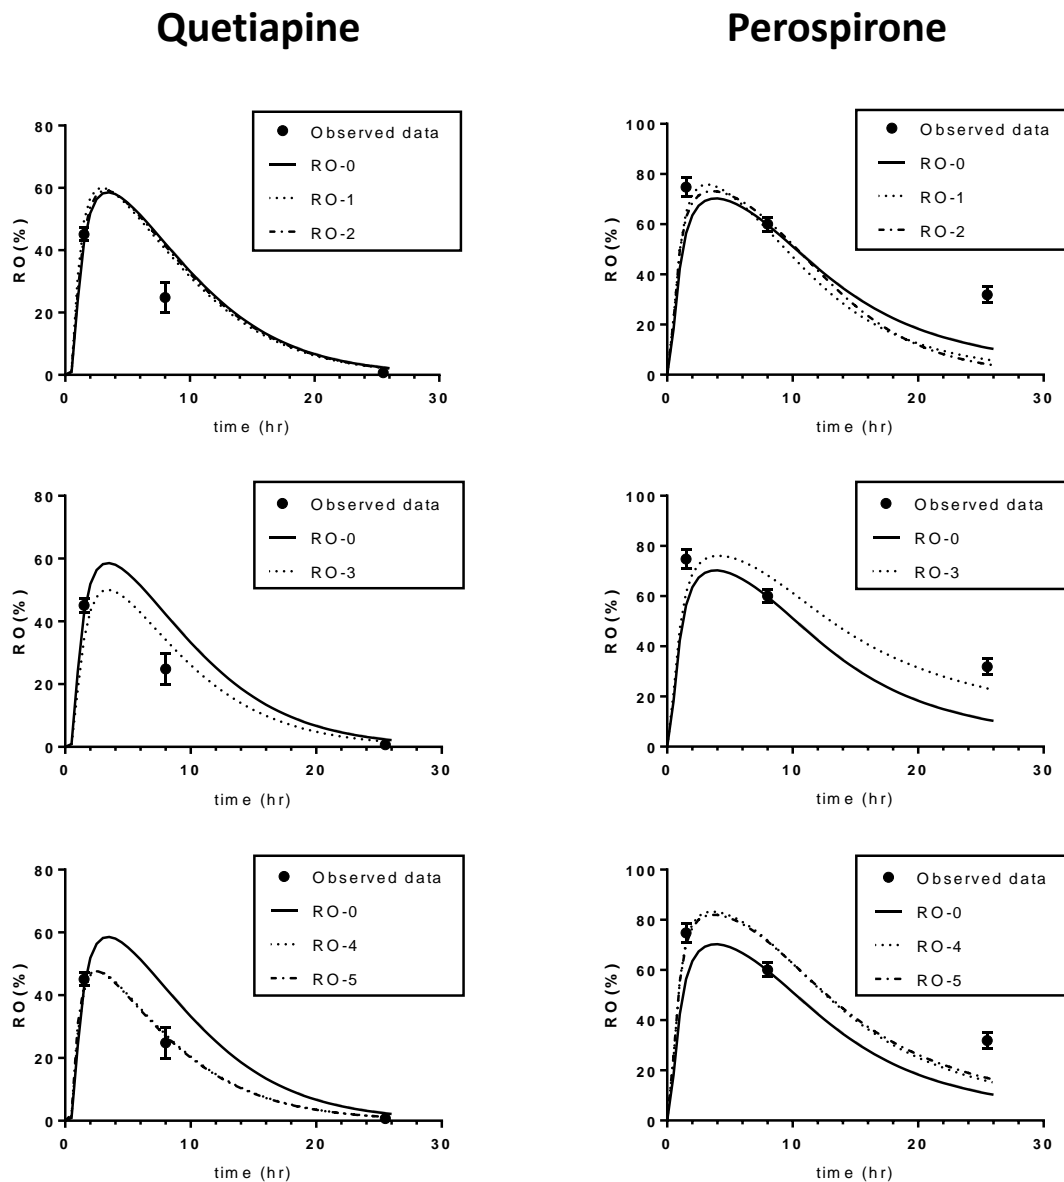 Quetiapine
Perospirone
80
60
40
20
0
RO(%)
0
10
20
30
time (hr)
Observed data
RO-0
RO-1
RO-2
100
80
60
40
20
0
RO(%)
0
10
20
30
time (hr)
Observed data
RO-0
RO-1
RO-2
80
60
40
20
0
RO(%)
0
10
20
30
time (hr)
Observed data
RO-0
RO-3
100
80
60
40
20
0
RO(%)
0
10
20
30
time (hr)
Observed data
RO-0
RO-3
80
60
40
20
0
RO(%)
0
10
20
30
time (hr)
Observed data
RO-0
RO-4
RO-5
100
80
60
40
20
0
RO(%)
0
10
20
30
time (hr)
Observed data
RO-0
RO-4
RO-5